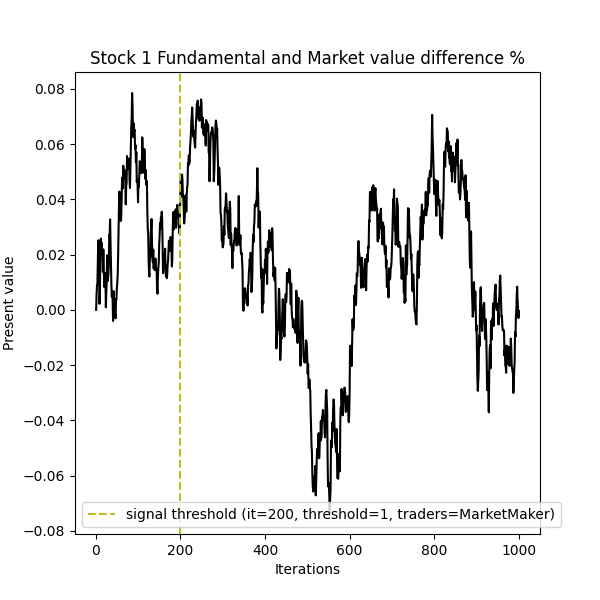 Stock 1 Fundamental and Market value difference %
0.08
0.06
0.04
0.02
0.00
−0.02
−0.04
−0.06
−0.08
Present value
signal threshold (it=200, threshold=1, traders=MarketMaker)
0 200 400 600 800 1000
Iterations